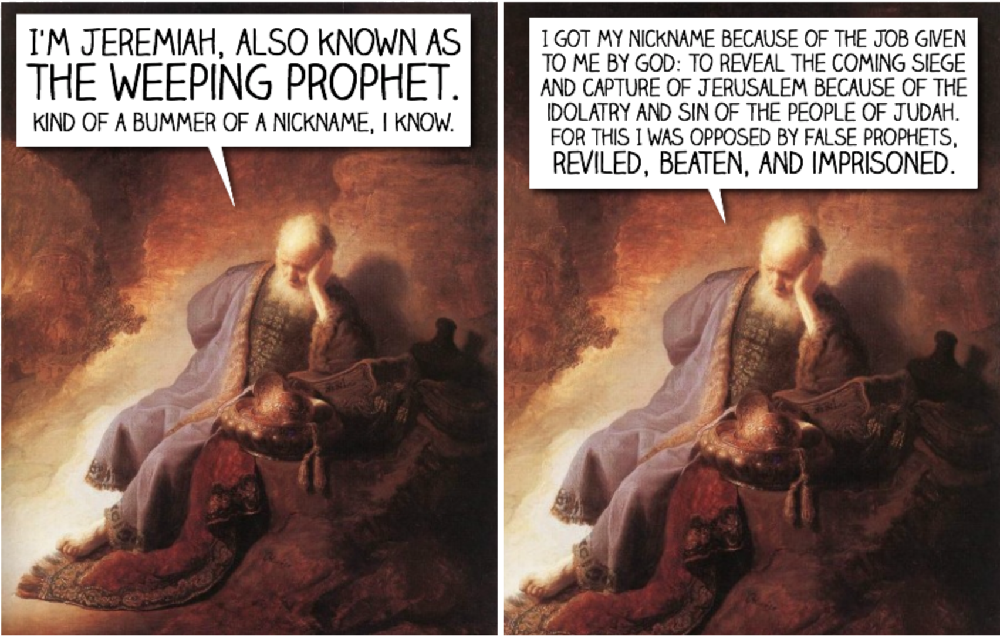 I'M JEREMIAH, ALSO KNOWN AS
THE WEEPING PROPHET.
KIND OF A BUMMER OF A NICKNAME, I KNOW.
I GOT MY NICKNAME BECAUSE OF THE JOB GIVEN
TO ME BY GOD: TO REVEAL THE COMING SIEGE
AND CAPTURE OF JERUSALEM BECAUSE OF THE
IDOLATRY AND SIN OF THE PEOPLE OF JUDAH.
FOR THIS I WAS OPPOSED BY FALSE PROPHETS,
REVILED, BEATEN, AND IMPRISONED.